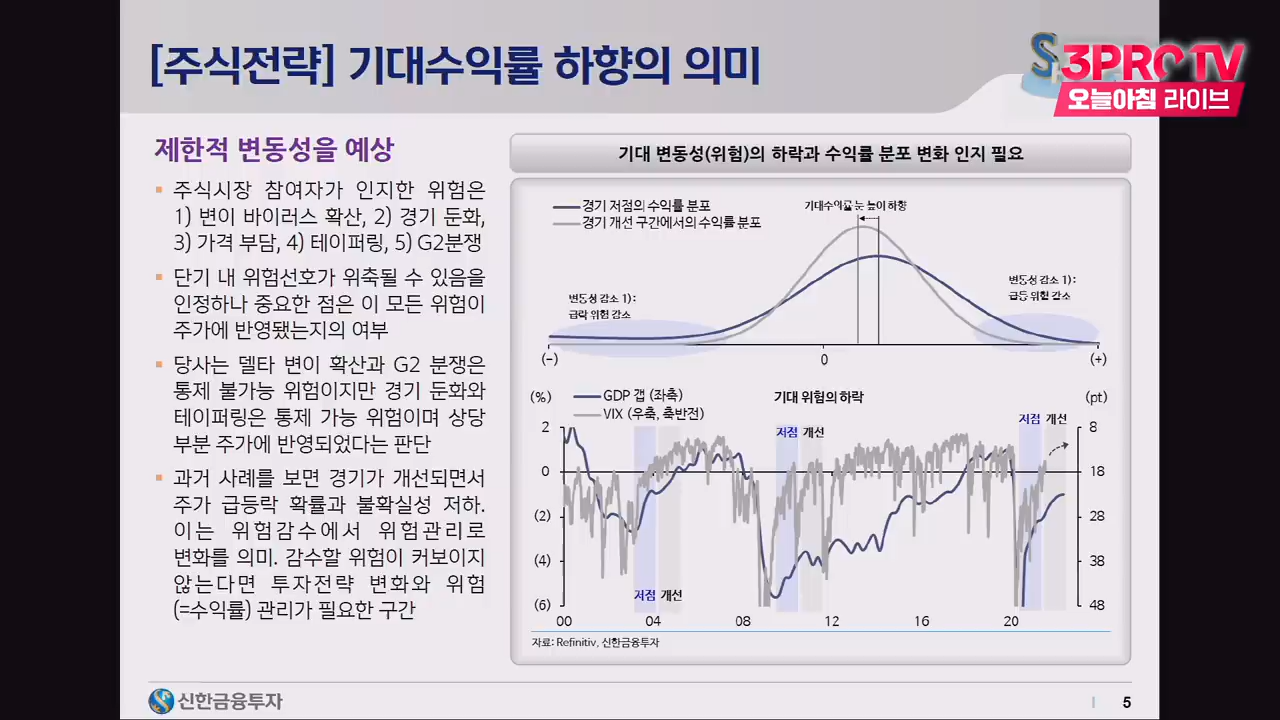 [주식전략] 기대수익률 하향의 의미
3PROTV
오늘아침 라이브
제한적 변동성을 예상
주식시장 참여자가 인지한 위험은
1) 변이 바이러스 확산, 2) 경기 둔화,
3) 가격 부담, 4) 테이퍼링, 5) G2분쟁
단기 내 위험선호가 위축될 수 있음을
인정하나 중요한 점은 이 모든 위험이
주가에 반영됐는지의 여부
당사는 델타 변이 확산과 G2 분쟁은
통제 불가능 위험이지만 경기 둔화와
테이퍼링은 통제 가능 위험이며 상당
부분 주가에 반영되었다는 판단
과거 사례를 보면 경기가 개선되면서
주가 급등락 확률과 불확실성 저하.
이는 위험감수에서 위험관리로
변화를 의미. 감수할 위험이 커보이지
않는다면 투자전략 변화와 위험
(=수익률) 관리가 필요한 구간
기대 변동성(위험)의 하락과 수익률 분포 변화 인지 필요
경기 저점의 수익률 분포
경기 개선 구간에서의 수익률 분포
기대수익률 눈 높이 하향
변동성 감소 1):
급락 위험 감소
변동성 감소 1):
급등 위험 감소
(-) 0 (+)
(%) GDP 갭 (좌축) 기대 위험의 하락 (pt)
VIX (우축, 축반전)
저점 개선 저점 개선 저점 개선
2 8
0 18
(2) 28
(4) 38
(6) 48
00 04 08 12 16 20
자료: Refinitiv, 신한금융투자
신한금융투자
5